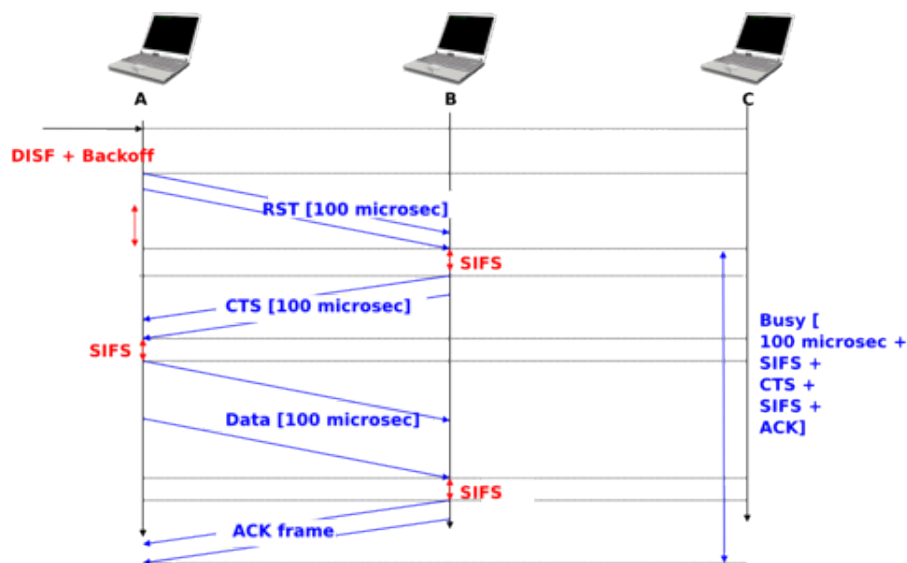 A
B
C
DISF + Backoff
RST [100 microsec]
SIFS
CTS [100 microsec]
SIFS
Busy [
100 microsec +
SIFS +
CTS +
SIFS +
ACK]
Data [100 microsec]
SIFS
ACK frame